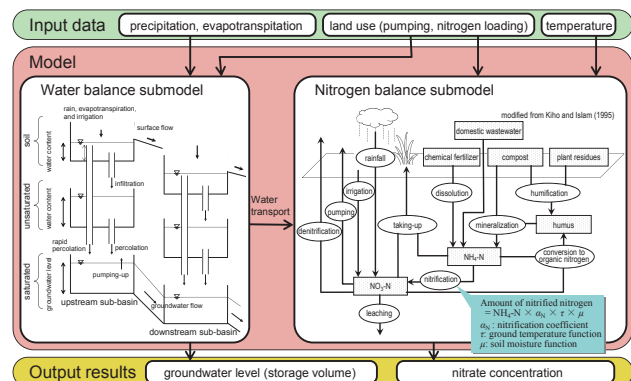 Input data
precipitation, evapotranspitation
land use (pumping, nitrogen loading)
temperature
Model
Water balance submodel
rain, evapotranspiration,
and irrigation
surface flow
soil
water content
infiltration
unsaturated
water content
rapid
percolation
percolation
saturated
groundwater level
pumping-up
groundwater flow
upstream sub-basin
downstream sub-basin
Water
transport
Nitrogen balance submodel
modified from Kiho and Islam (1995)
domestic wastewater
rainfall
chemical fertilizer
compost
plant residues
irrigation
dissolution
humification
pumping
denitrification
taking-up
mineralization
humus
NH₄-N
conversion to
organic nitrogen
nitrification
NO₃-N
leaching
Amount of nitrified nitrogen
= NH₄-N × αN × τ × μ
αN : nitrification coefficient
τ: ground temperature function
μ: soil moisture function
Output results
groundwater level (storage volume)
nitrate concentration